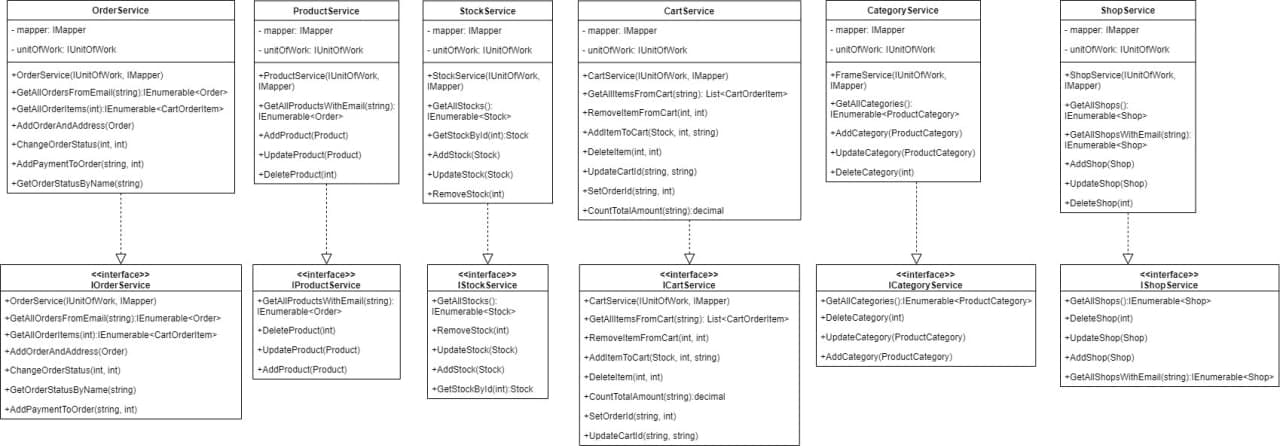 OrderService
- mapper: IMapper
- unitOfWork: IUnitOfWork
+OrderService(IUnitOfWork, IMapper)
+GetAllOrdersFromEmail(string):IEnumerable<Order>
+GetAllOrderItems(int):IEnumerable<CartOrderItem>
+AddOrderAndAddress(Order)
+ChangeOrderStatus(int, int)
+AddPaymentToOrder(string, int)
+GetOrderStatusByName(string)
ProductService
- mapper: IMapper
- unitOfWork: IUnitOfWork
+ProductService(IUnitOfWork,
IMapper)
+GetAllProductsWithEmail(string):
IEnumerable<Order>
+AddProduct(Product)
+UpdateProduct(Product)
+DeleteProduct(int)
StockService
- mapper: IMapper
- unitOfWork: IUnitOfWork
+StockService(IUnitOfWork,
IMapper)
+GetAllStocks():
IEnumerable<Stock>
+GetStockById(int):Stock
+AddStock(Stock)
+UpdateStock(Stock)
+RemoveStock(int)
CartService
- mapper: IMapper
- unitOfWork: IUnitOfWork
+CartService(IUnitOfWork, IMapper)
+GetAllItemsFromCart(string): List<CartOrderItem>
+RemoveItemFromCart(int, int)
+AddItemToCart(Stock, int, string)
+DeleteItem(int, int)
+UpdateCartId(string, string)
+SetOrderId(string, int)
+CountTotalAmount(string):decimal
CategoryService
- mapper: IMapper
- unitOfWork: IUnitOfWork
+FrameService(IUnitOfWork,
IMapper)
+GetAllCategories():
IEnumerable<ProductCategory>
+AddCategory(ProductCategory)
+UpdateCategory(ProductCategory)
+DeleteCategory(int)
ShopService
- mapper: IMapper
- unitOfWork: IUnitOfWork
+ShopService(IUnitOfWork,
IMapper)
+GetAllShops():
IEnumerable<Shop>
+GetAllShopsWithEmail(string):
IEnumerable<Shop>
+AddShop(Shop)
+UpdateShop(Shop)
+DeleteShop(int)
<<interface>>
IOrderService
+OrderService(IUnitOfWork, IMapper)
+GetAllOrdersFromEmail(string):IEnumerable<Order>
+GetAllOrderItems(int):IEnumerable<CartOrderItem>
+AddOrderAndAddress(Order)
+ChangeOrderStatus(int, int)
+GetOrderStatusByName(string)
+AddPaymentToOrder(string, int)
<<interface>>
IProductService
+GetAllProductsWithEmail(string):
IEnumerable<Order>
+DeleteProduct(int)
+UpdateProduct(Product)
+AddProduct(Product)
<<interface>>
IStockService
+GetAllStocks():
IEnumerable<Stock>
+RemoveStock(int)
+UpdateStock(Stock)
+AddStock(Stock)
+GetStockById(int):Stock
<<interface>>
ICartService
+CartService(IUnitOfWork, IMapper)
+GetAllItemsFromCart(string): List<CartOrderItem>
+RemoveItemFromCart(int, int)
+AddItemToCart(Stock, int, string)
+DeleteItem(int, int)
+CountTotalAmount(string):decimal
+SetOrderId(string, int)
+UpdateCartId(string, string)
<<interface>>
ICategoryService
+GetAllCategories():IEnumerable<ProductCategory>
+DeleteCategory(int)
+UpdateCategory(ProductCategory)
+AddCategory(ProductCategory)
<<interface>>
IShopService
+GetAllShops():IEnumerable<Shop>
+DeleteShop(int)
+UpdateShop(Shop)
+AddShop(Shop)
+GetAllShopsWithEmail(string):IEnumerable<Shop>